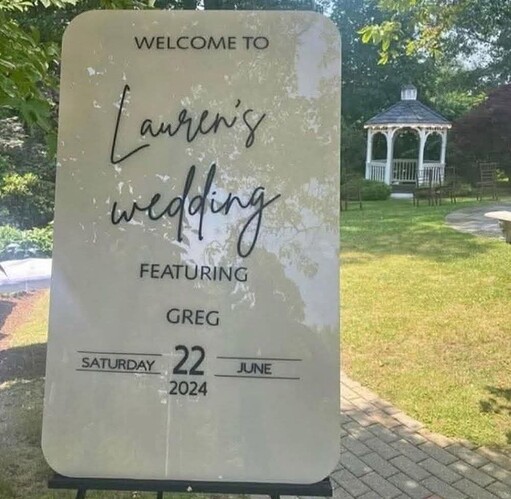 WELCOME TO
Lauren's
wedding
FEATURING
GREG
SATURDAY 22 JUNE
2024